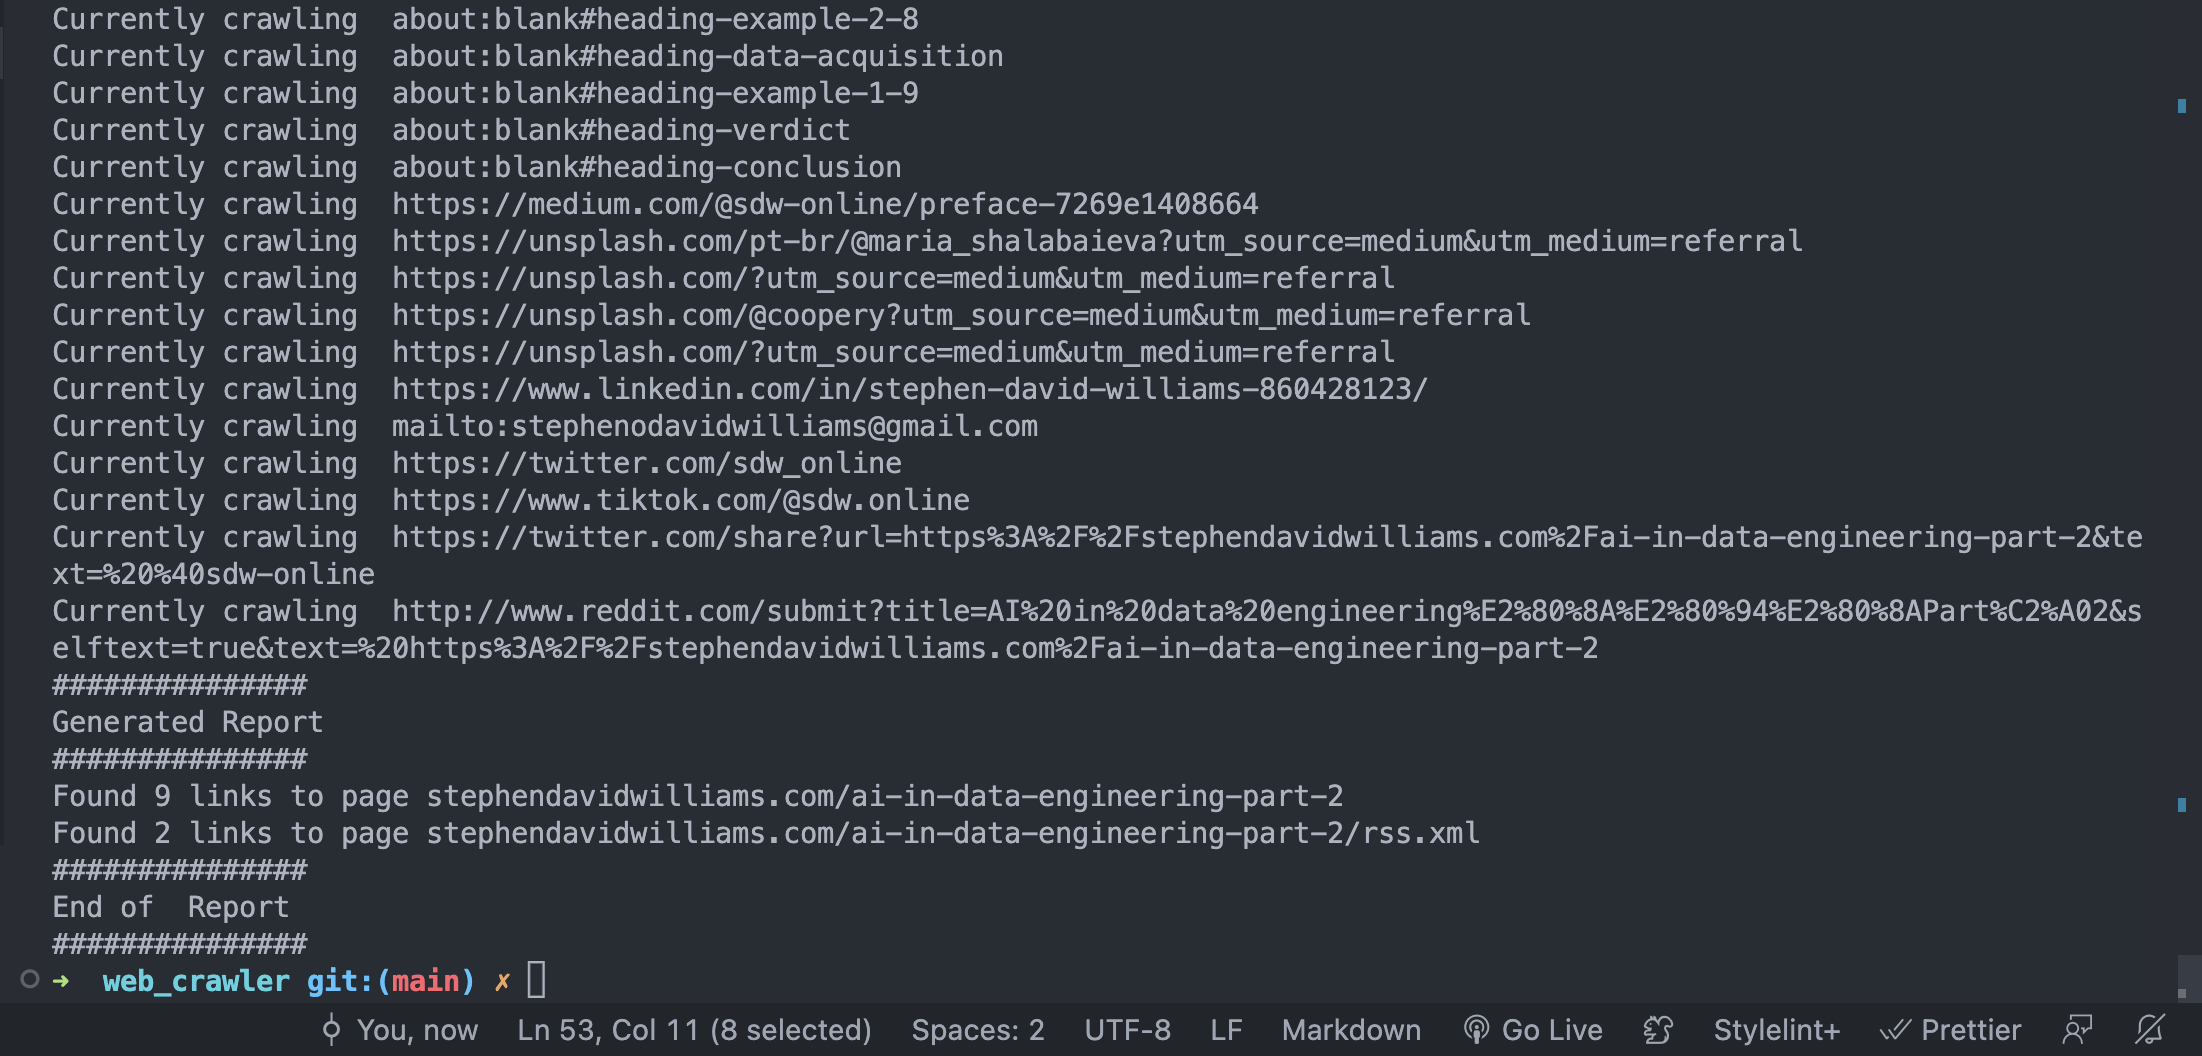 Currently crawling  about:blank#heading-example-2-8
Currently crawling  about:blank#heading-data-acquisition
Currently crawling  about:blank#heading-example-1-9
Currently crawling  about:blank#heading-verdict
Currently crawling  about:blank#heading-conclusion
Currently crawling  https://medium.com/@sdw-online/preface-7269e1408664
Currently crawling  https://unsplash.com/pt-br/@maria_shalabaieva?utm_source=medium&utm_medium=referral
Currently crawling  https://unsplash.com/?utm_source=medium&utm_medium=referral
Currently crawling  https://unsplash.com/@coopery?utm_source=medium&utm_medium=referral
Currently crawling  https://unsplash.com/?utm_source=medium&utm_medium=referral
Currently crawling  https://www.linkedin.com/in/stephen-david-williams-860428123/
Currently crawling  mailto:stephenodavidwilliams@gmail.com
Currently crawling  https://twitter.com/sdw_online
Currently crawling  https://www.tiktok.com/@sdw.online
Currently crawling  https://twitter.com/share?url=https%3A%2F%2Fstephendavidwilliams.com%2Fai-in-data-engineering-part-2&te
xt=%20%40sdw-online
Currently crawling  http://www.reddit.com/submit?title=AI%20in%20data%20engineering%E2%80%8A%E2%80%94%E2%80%8APart%C2%A02&s
elftext=true&text=%20https%3A%2F%2Fstephendavidwilliams.com%2Fai-in-data-engineering-part-2
###############
Generated Report
###############
Found 9 links to page stephendavidwilliams.com/ai-in-data-engineering-part-2
Found 2 links to page stephendavidwilliams.com/ai-in-data-engineering-part-2/rss.xml
###############
End of  Report
###############
➜  web_crawler git:(main) ✗
You, now Ln 53, Col 11 (8 selected) Spaces: 2 UTF-8 LF Markdown Go Live Stylelint+ Prettier